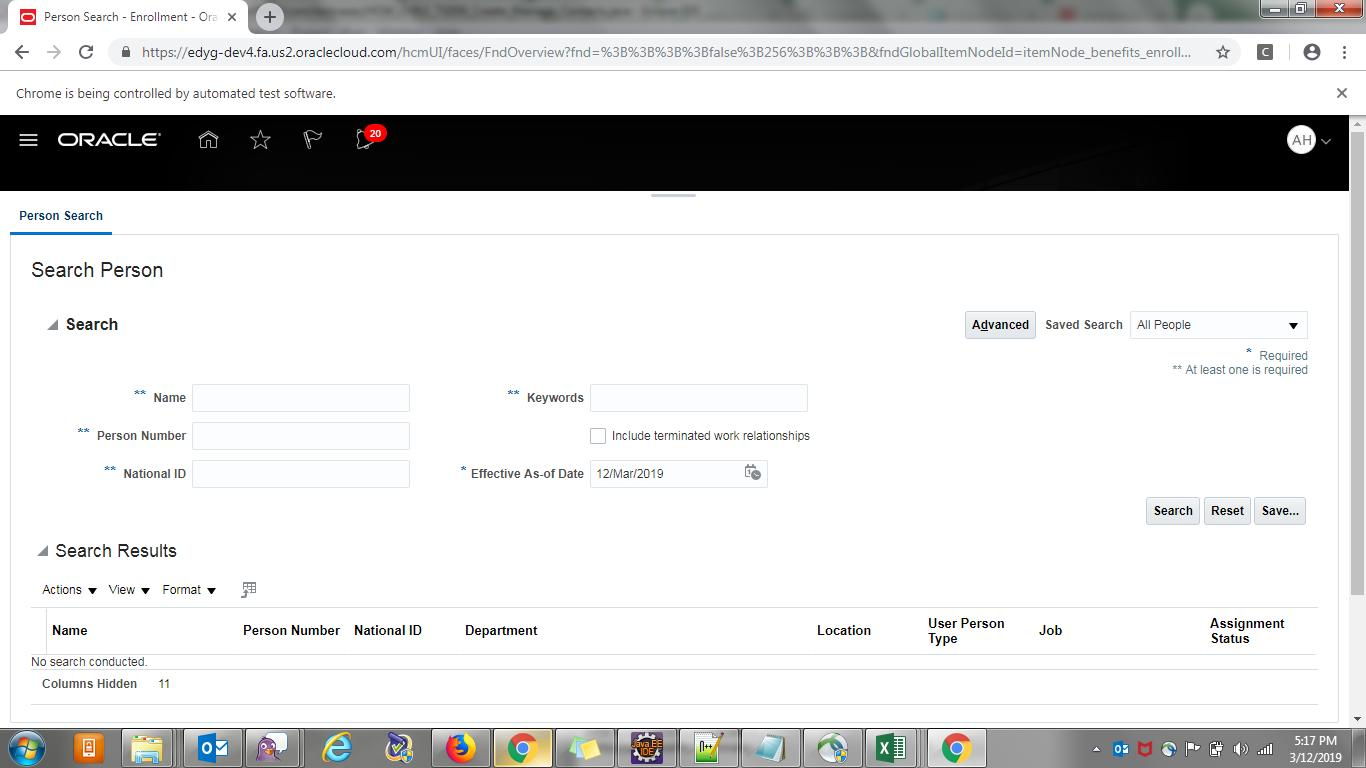 Person Search - Enrollment - Ora
https://edyg-dev4.fa.us2.oraclecloud.com/hcmUI/faces/FndOverview?fnd=%3B%3B%3B%3Bfalse%3B256%3B%3B%3B&fndGlobalItemNodeId=itemNode_benefits_enroll...
C
Chrome is being controlled by automated test software.
ORACLE
20
AH
Person Search
Search Person
Search
Advanced Saved Search All People
* Required
** At least one is required
** Name ** Keywords
** Person Number Include terminated work relationships
** National ID * Effective As-of Date 12/Mar/2019
Search Reset Save...
Search Results
Actions View Format
Name Person Number National ID Department Location User Person Type Job Assignment Status
No search conducted.
Columns Hidden 11
Java EE
IDE
n++
5:17 PM
3/12/2019